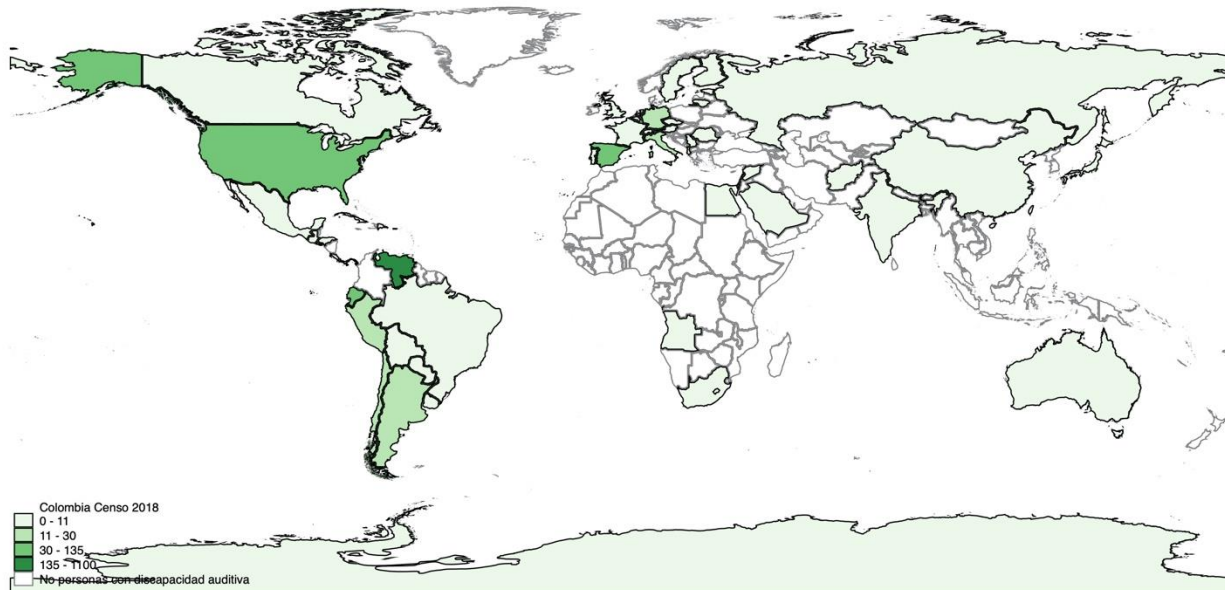 Colombia Censo 2018
0 - 11
11 - 30
30 - 135
135 - 1100
No personas con discapacidad auditiva